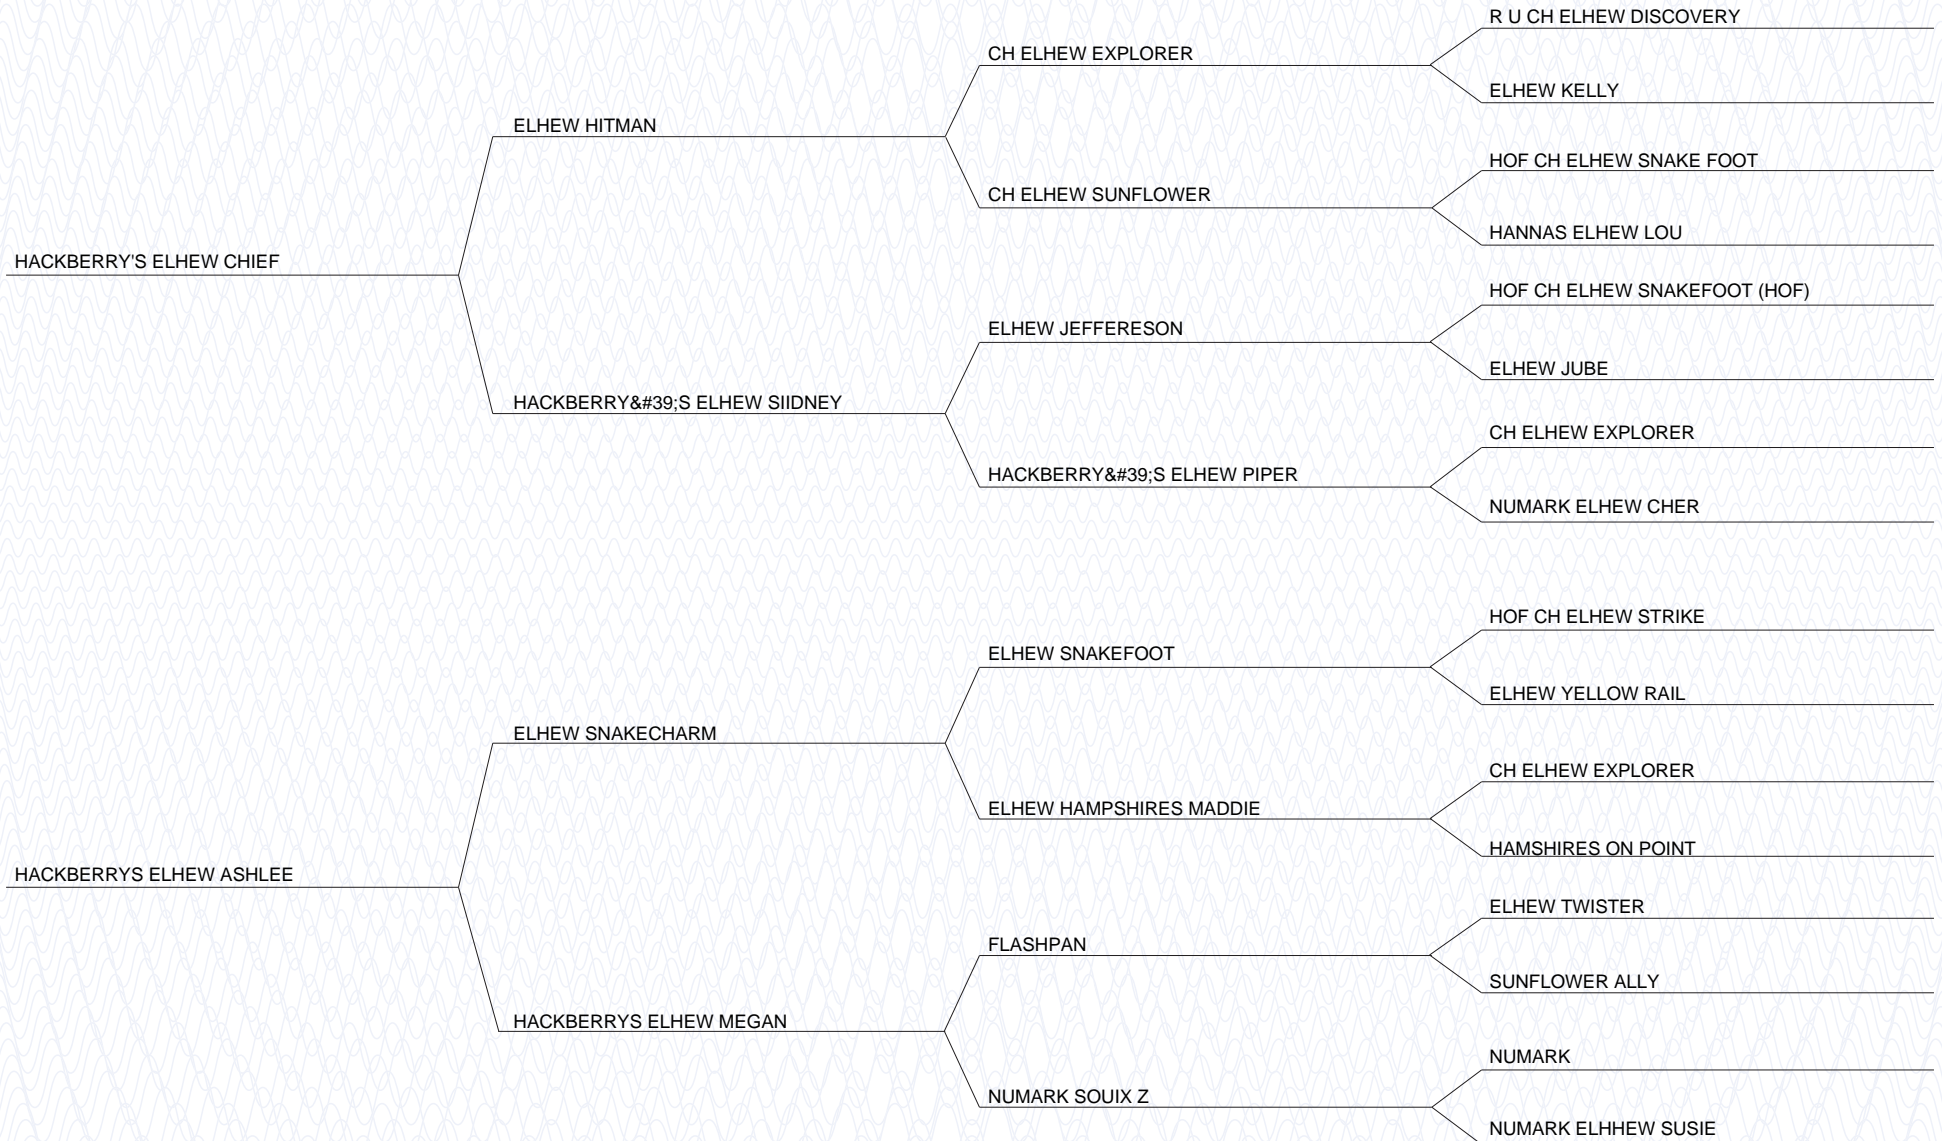 R U CH ELHEW DISCOVERY
CH ELHEW EXPLORER
ELHEW KELLY
ELHEW HITMAN
HOF CH ELHEW SNAKE FOOT
CH ELHEW SUNFLOWER
HANNAS ELHEW LOU
HACKBERRY'S ELHEW CHIEF
HOF CH ELHEW SNAKEFOOT (HOF)
ELHEW JEFFERESON
ELHEW JUBE
HACKBERRY&#39;S ELHEW SIIDNEY
CH ELHEW EXPLORER
HACKBERRY&#39;S ELHEW PIPER
NUMARK ELHEW CHER
HOF CH ELHEW STRIKE
ELHEW SNAKEFOOT
ELHEW YELLOW RAIL
ELHEW SNAKECHARM
CH ELHEW EXPLORER
ELHEW HAMPSHIRES MADDIE
HAMSHIRES ON POINT
HACKBERRYS ELHEW ASHLEE
ELHEW TWISTER
FLASHPAN
SUNFLOWER ALLY
HACKBERRYS ELHEW MEGAN
NUMARK
NUMARK SOUIX Z
NUMARK ELHHEW SUSIE